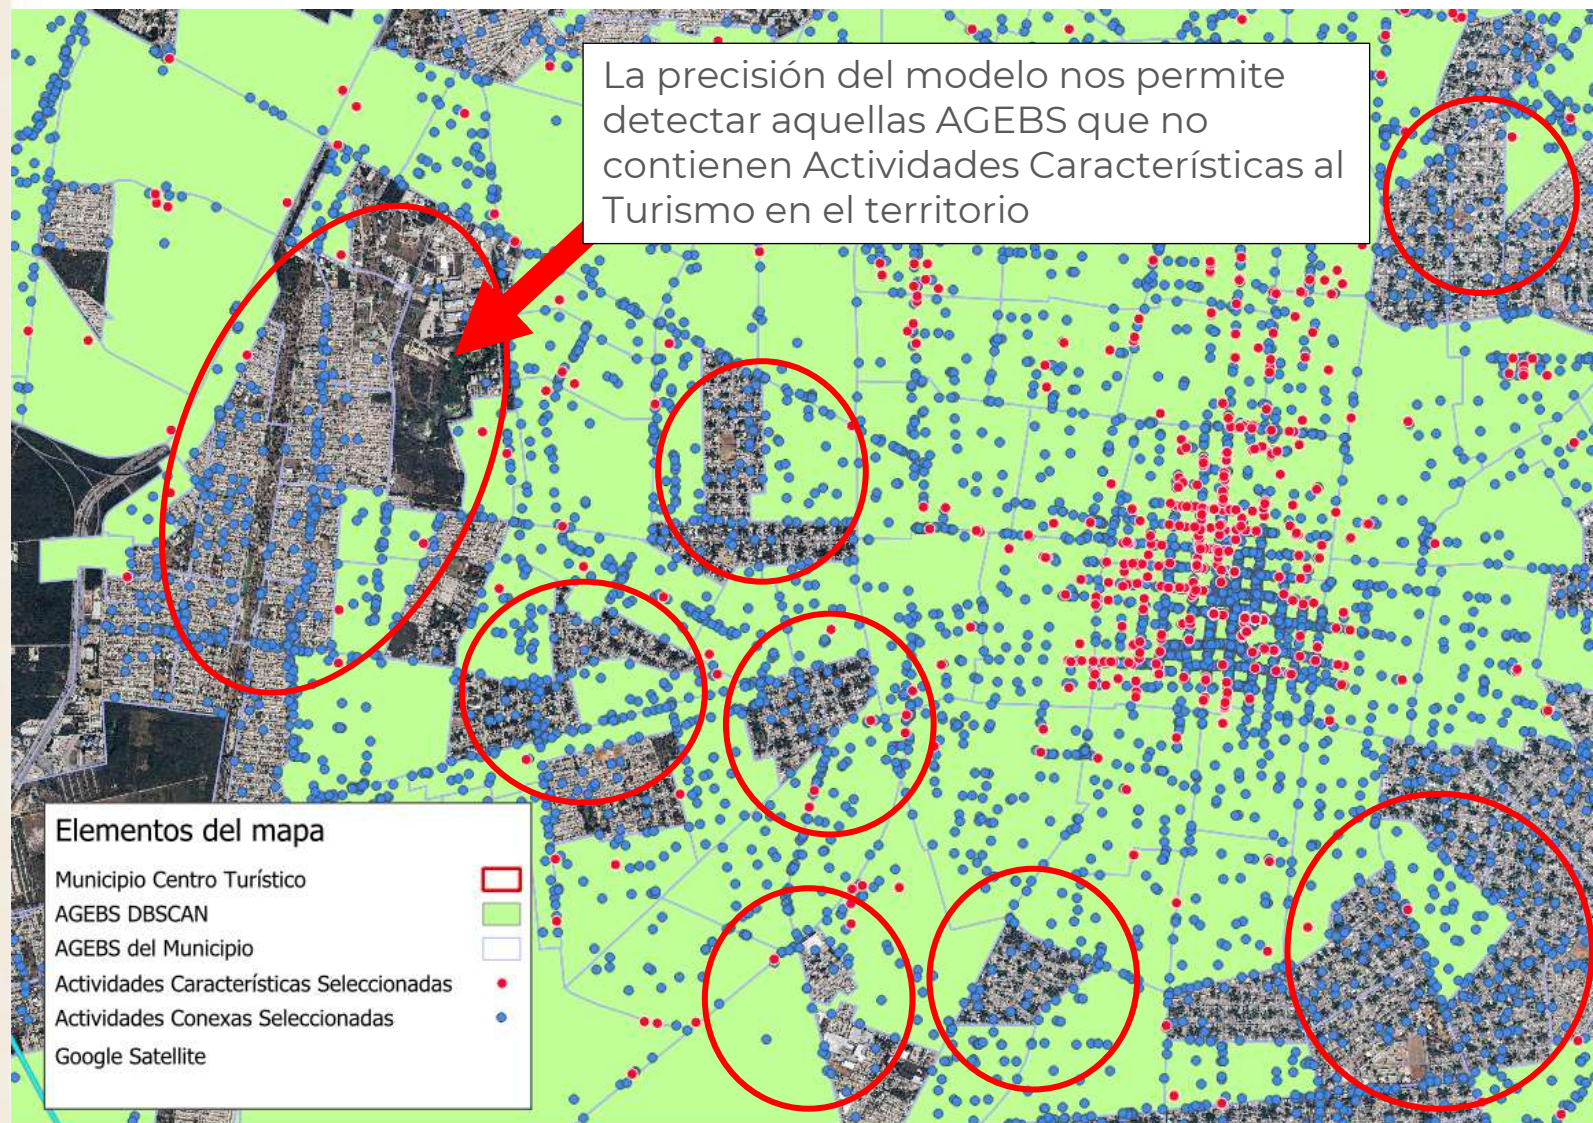 La precisión del modelo nos permite
detectar aquellas AGEBS que no
contienen Actividades Características al
Turismo en el territorio
Elementos del mapa
Municipio Centro Turístico
AGEBS DBSCAN
AGEBS del Municipio
Actividades Características Seleccionadas
Actividades Conexas Seleccionadas
Google Satellite